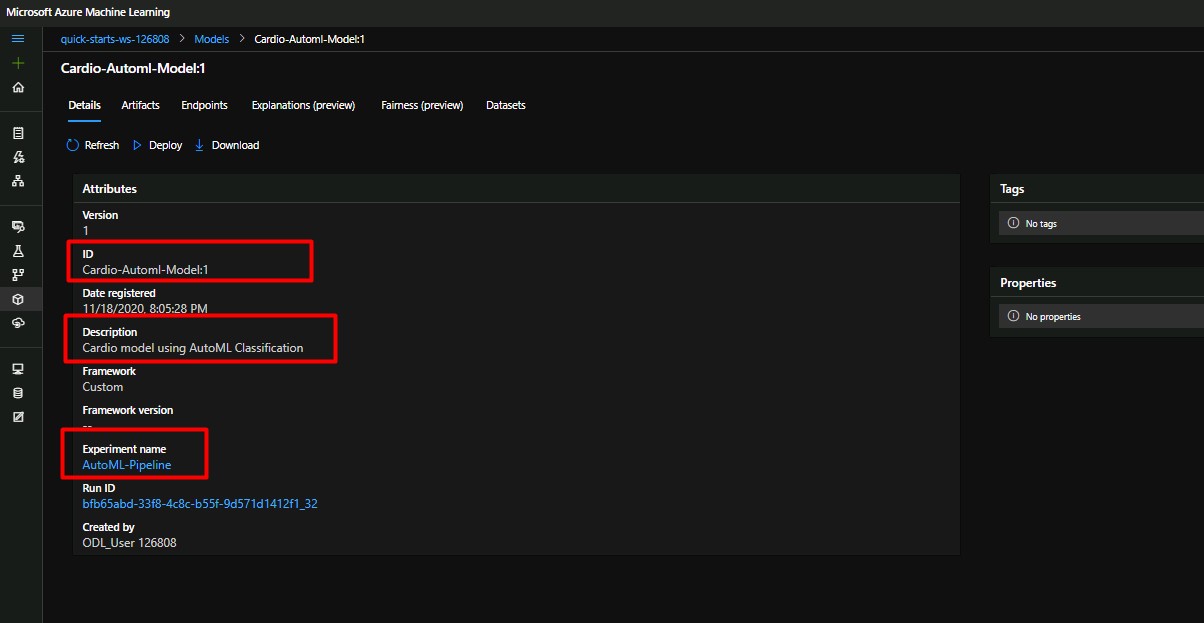 Microsoft Azure Machine Learning
quick-starts-ws-126808 > Models > Cardio-Automl-Model:1
Cardio-Automl-Model:1
Details Artifacts Endpoints Explanations (preview) Fairness (preview) Datasets
Refresh Deploy Download
Attributes
Version
1
ID
Cardio-Automl-Model:1
Date registered
11/18/2020, 8:05:28 PM
Description
Cardio model using AutoML Classification
Framework
Custom
Framework version
--
Experiment name
AutoML-Pipeline
Run ID
bfb65abd-33f8-4c8c-b55f-9d571d1412f1_32
Created by
ODL_User 126808
Tags
No tags
Properties
No properties